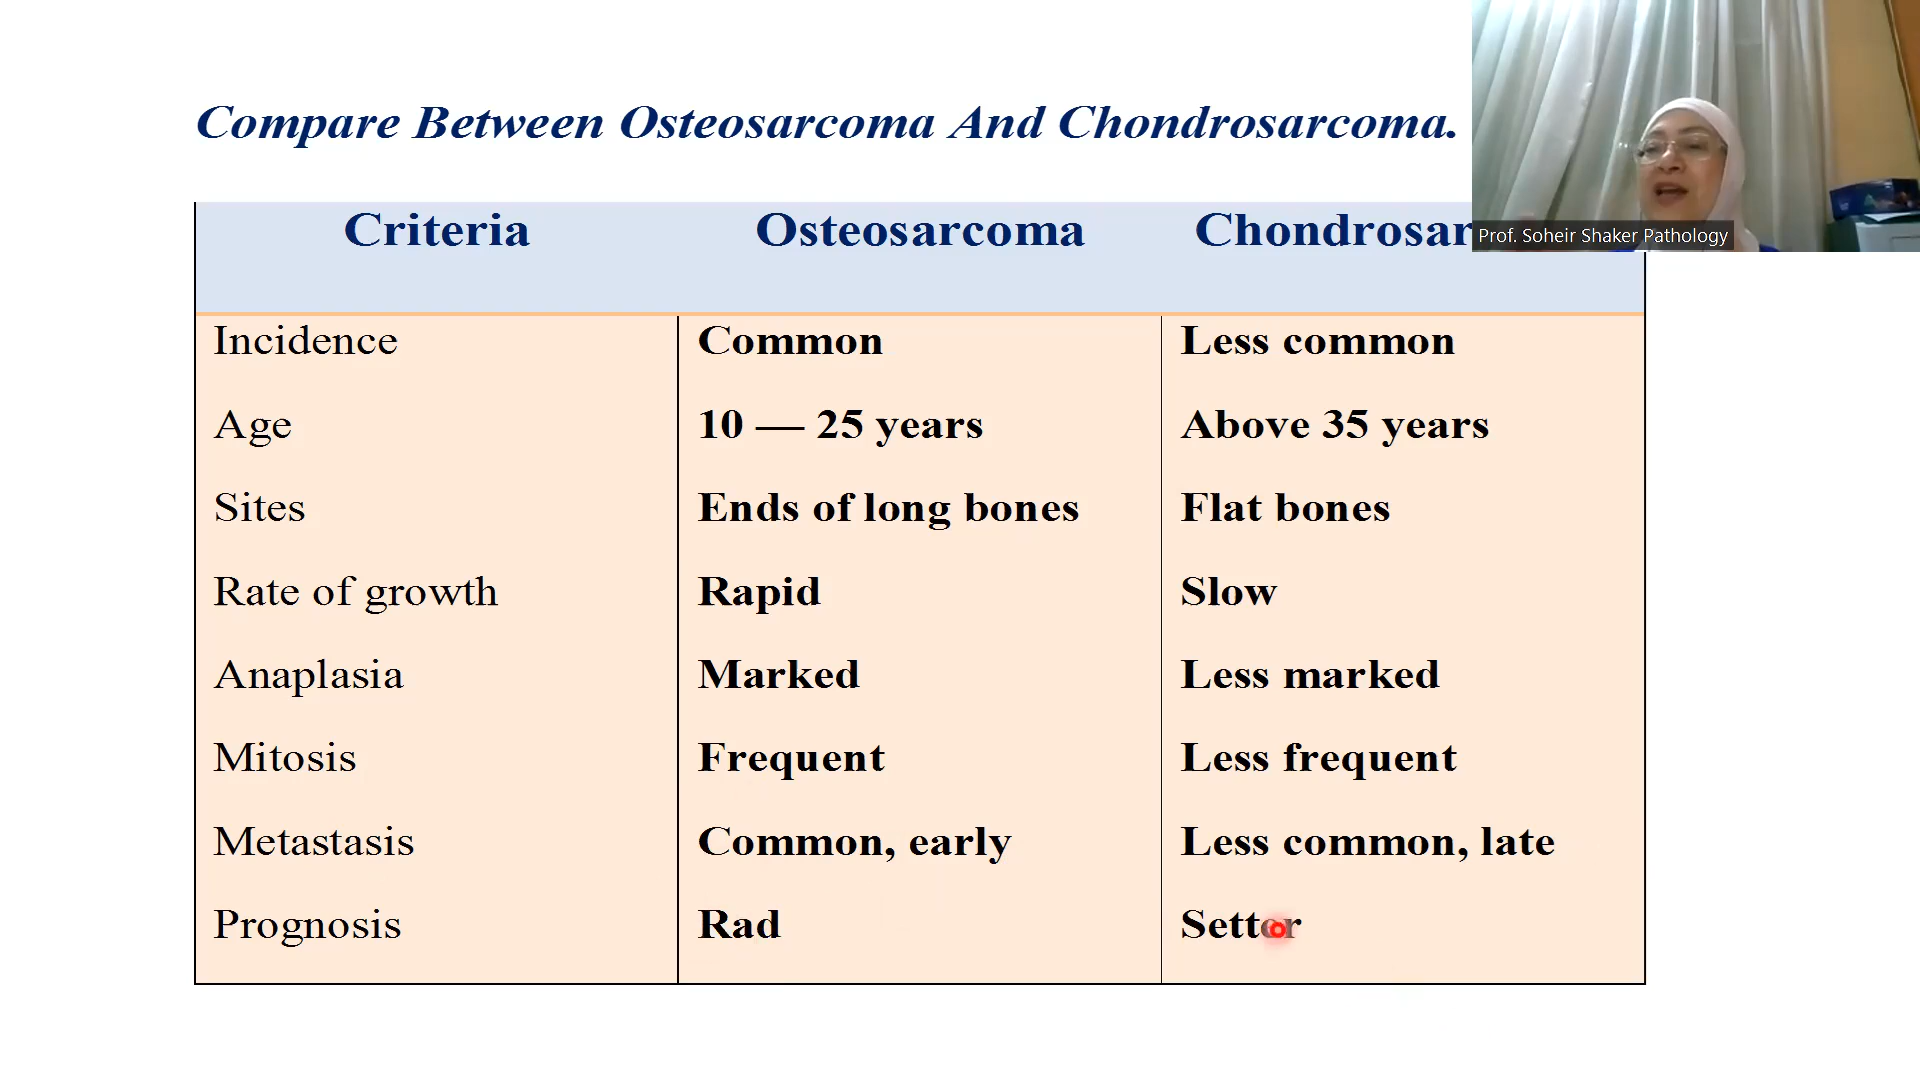 Compare Between Osteosarcoma And Chondrosarcoma.
Prof. Soheir Shaker Pathology
Criteria Osteosarcoma Chondrosar
Incidence Common Less common
Age 10 — 25 years Above 35 years
Sites Ends of long bones Flat bones
Rate of growth Rapid Slow
Anaplasia Marked Less marked
Mitosis Frequent Less frequent
Metastasis Common, early Less common, late
Prognosis Rad Setter